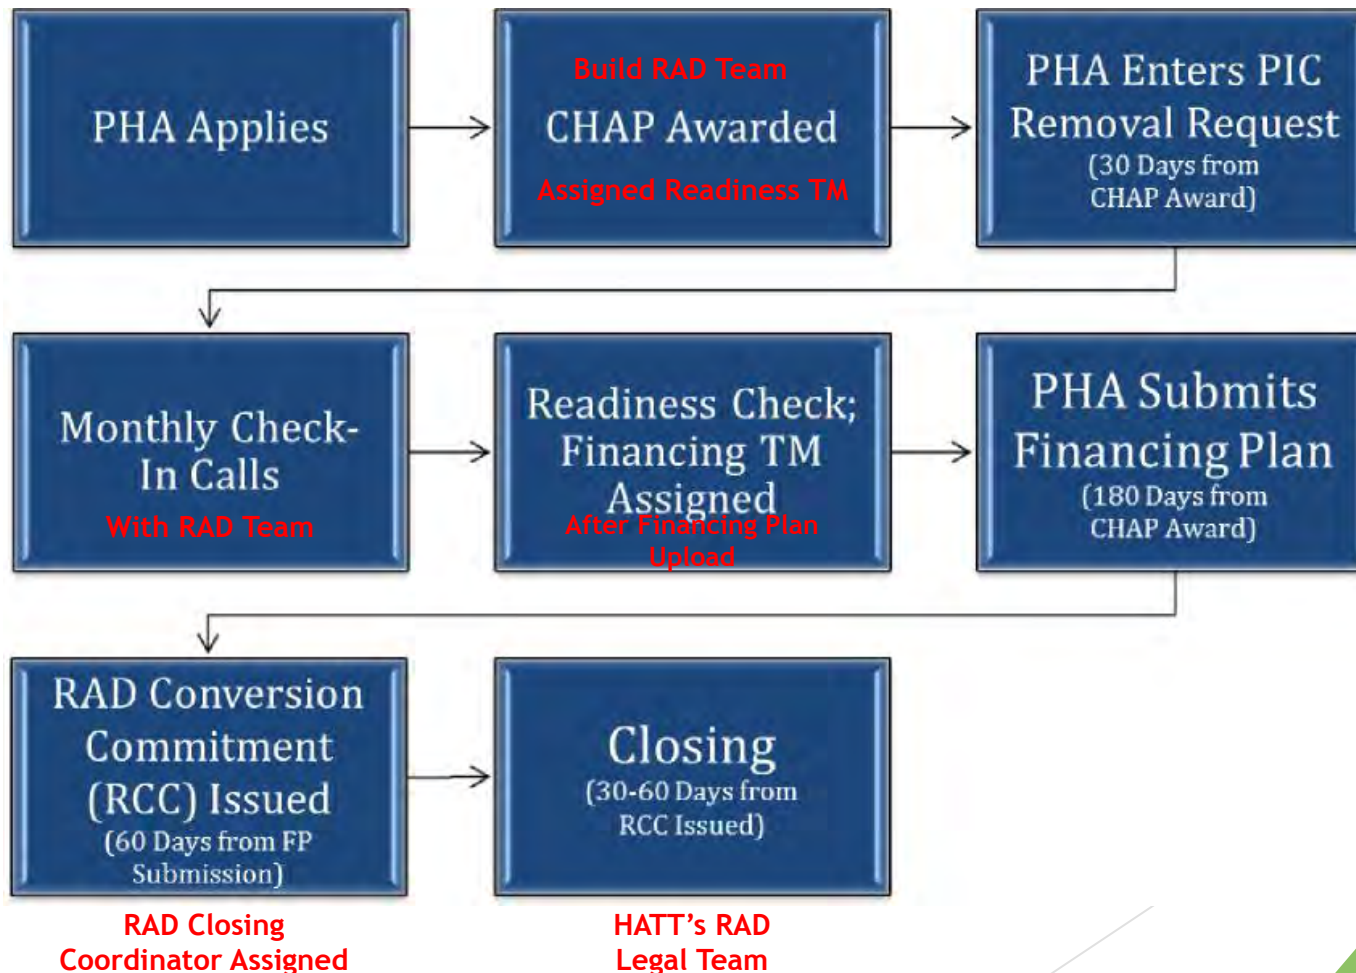 PHA Applies
Build RAD Team
CHAP Awarded
Assigned Readiness TM
PHA Enters PIC
Removal Request
(30 Days from
CHAP Award)
Monthly Check-
In Calls
With RAD Team
Readiness Check;
Financing TM
Assigned
After Financing Plan
Upload
PHA Submits
Financing Plan
(180 Days from
CHAP Award)
RAD Conversion
Commitment
(RCC) Issued
(60 Days from FP
Submission)
RAD Closing
Coordinator Assigned
Closing
(30-60 Days from
RCC Issued)
HATT’s RAD
Legal Team